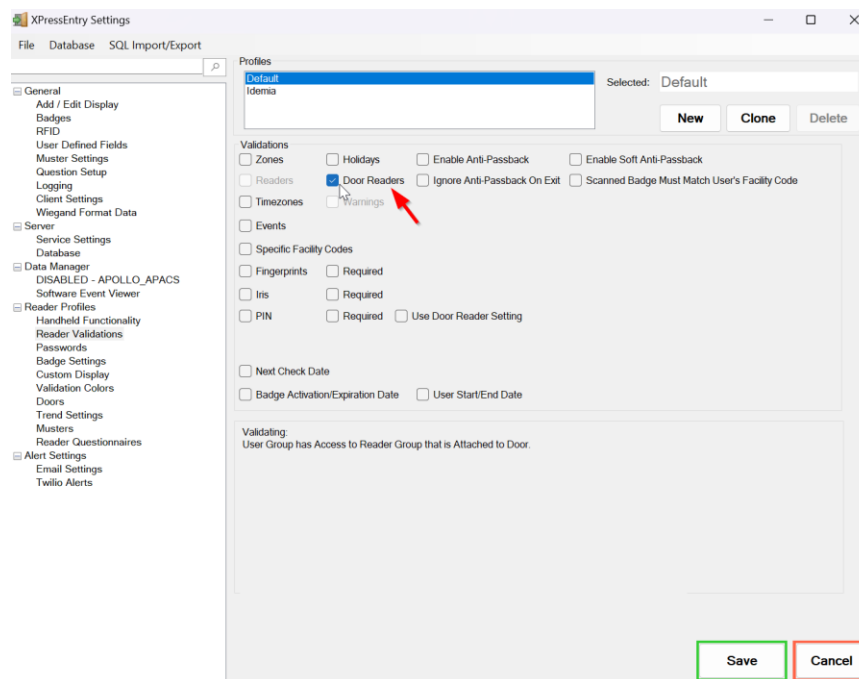 XPressEntry Settings
File Database SQL Import/Export
General
Add / Edit Display
Badges
RFID
User Defined Fields
Muster Settings
Question Setup
Logging
Client Settings
Wiegand Format Data
Server
Service Settings
Database
Data Manager
DISABLED - APOLLO_APACS
Software Event Viewer
Reader Profiles
Handheld Functionality
Reader Validations
Passwords
Badge Settings
Custom Display
Validation Colors
Doors
Trend Settings
Musters
Reader Questionnaires
Alert Settings
Email Settings
Twilio Alerts
Profiles
Default
Idemia
Selected: Default
New Clone Delete
Validations
Zones Holidays Enable Anti-Passback Enable Soft Anti-Passback
Readers Door Readers Ignore Anti-Passback On Exit Scanned Badge Must Match User's Facility Code
Timezones Warnings
Events
Specific Facility Codes
Fingerprints Required
Iris Required
PIN Required Use Door Reader Setting
Next Check Date
Badge Activation/Expiration Date User Start/End Date
Validating:
User Group has Access to Reader Group that is Attached to Door.
Save Cancel